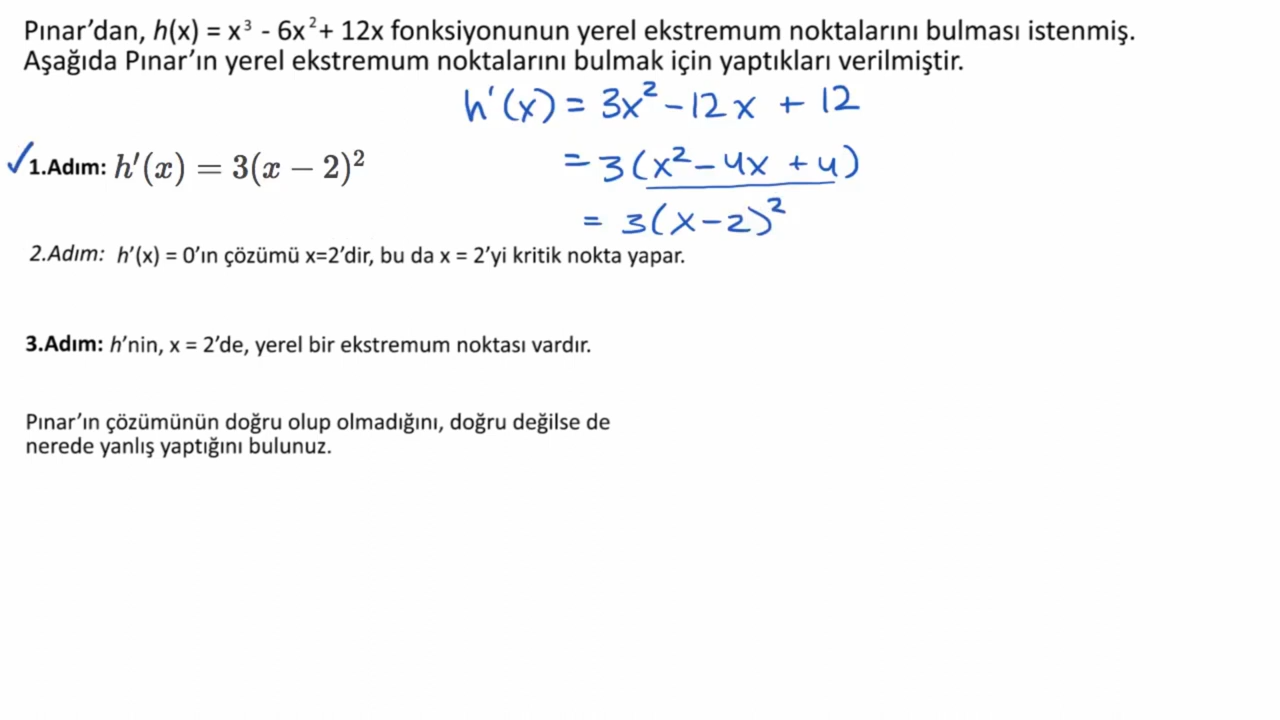 Pınar’dan, h(x) = x³ - 6x²+ 12x fonksiyonunun yerel ekstremum noktalarını bulması istenmiş.
Aşağıda Pınar’ın yerel ekstremum noktalarını bulmak için yaptıkları verilmiştir.
h'(x) = 3x² - 12x + 12
✓1.Adım: h′(x) = 3(x − 2)²
= 3(x² - 4x + 4)
= 3(x-2)²
2.Adım: h’(x) = 0’ın çözümü x=2’dir, bu da x = 2’yi kritik nokta yapar.
3.Adım: h’nin, x = 2’de, yerel bir ekstremum noktası vardır.
Pınar’ın çözümünün doğru olup olmadığını, doğru değilse de
nerede yanlış yaptığını bulunuz.